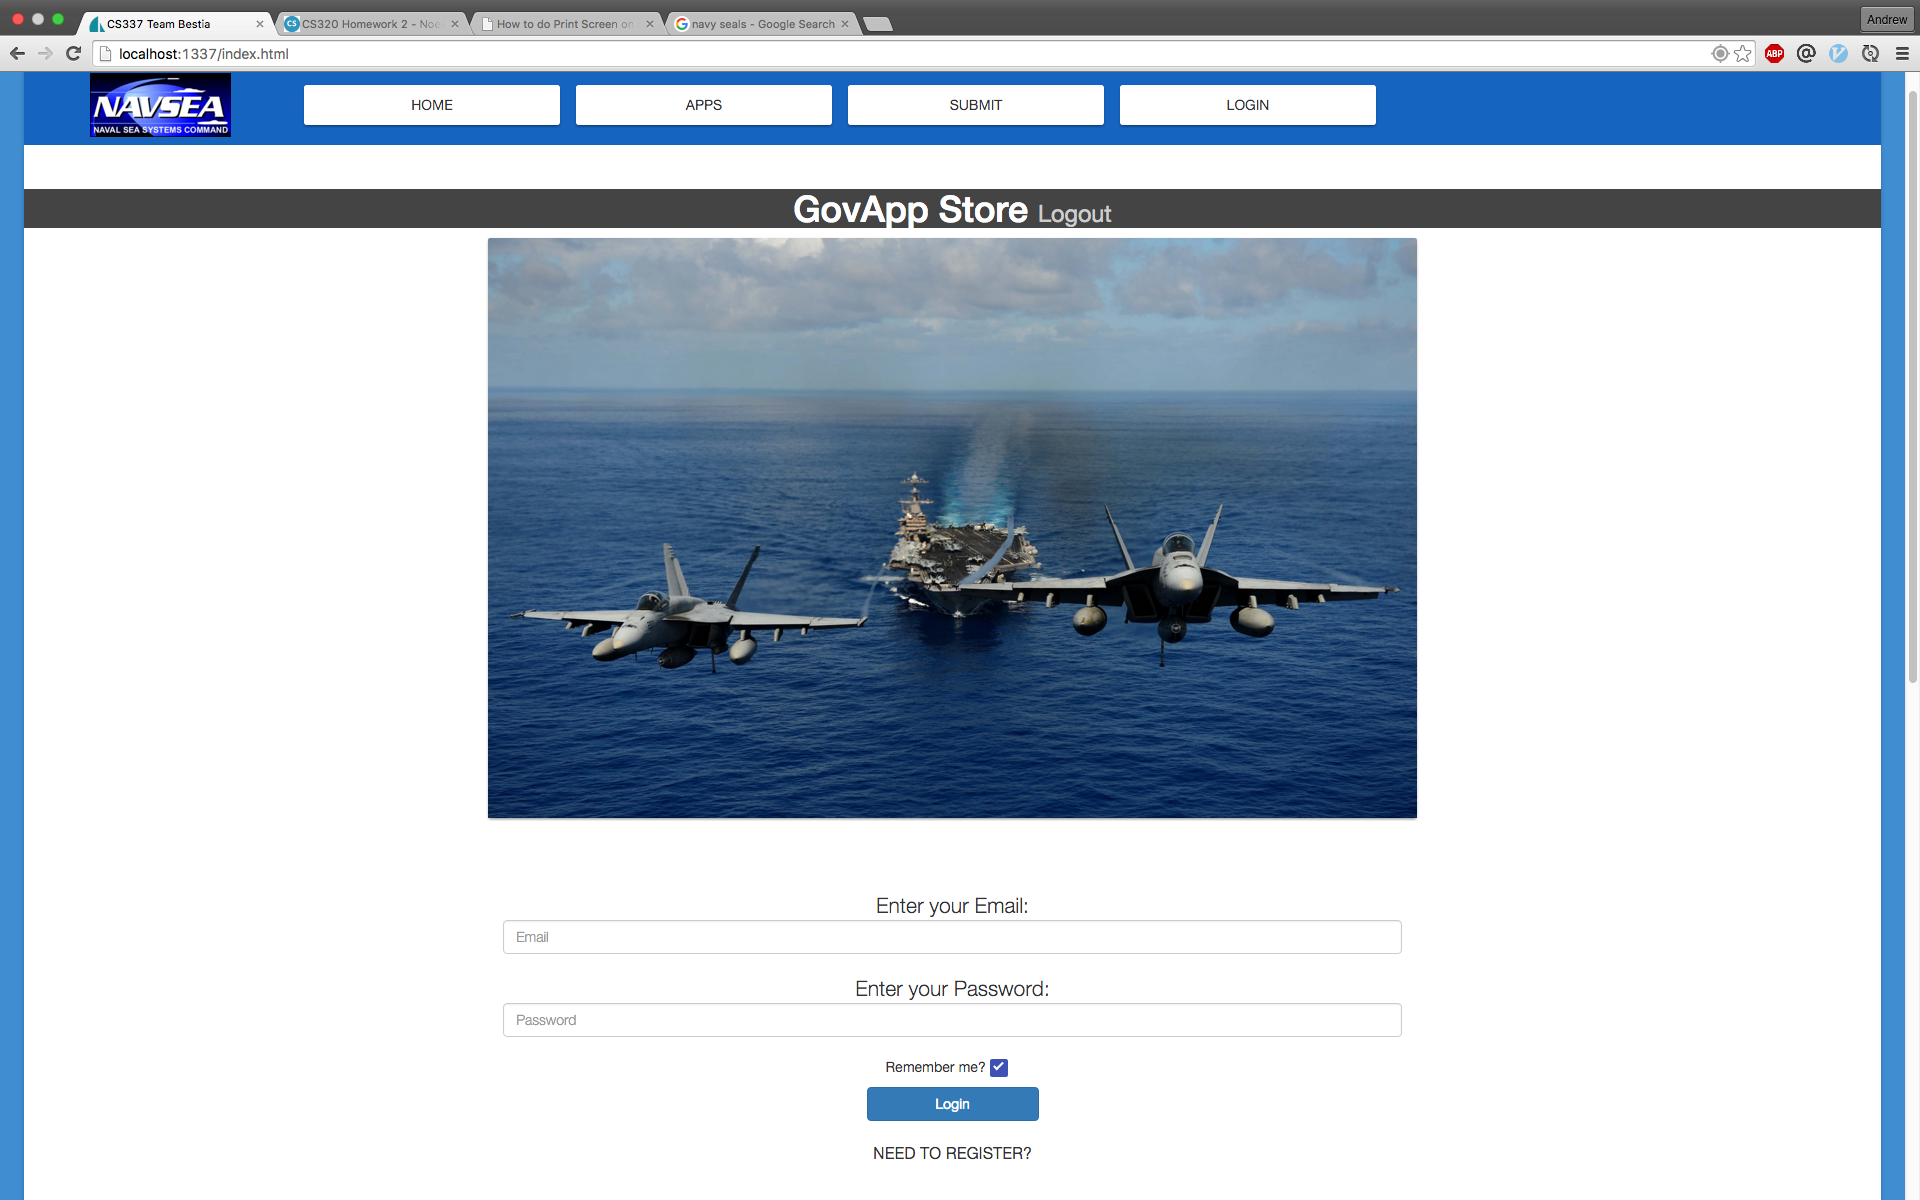 CS337 Team Bestia
CS320 Homework 2 - Noe
How to do Print Screen on
navy seals - Google Search
Andrew
localhost:1337/index.html
ABP
NAVSEA
NAVAL SEA SYSTEMS COMMAND
HOME
APPS
SUBMIT
LOGIN
GovApp Store Logout
Enter your Email:
Email
Enter your Password:
Password
Remember me?
Login
NEED TO REGISTER?